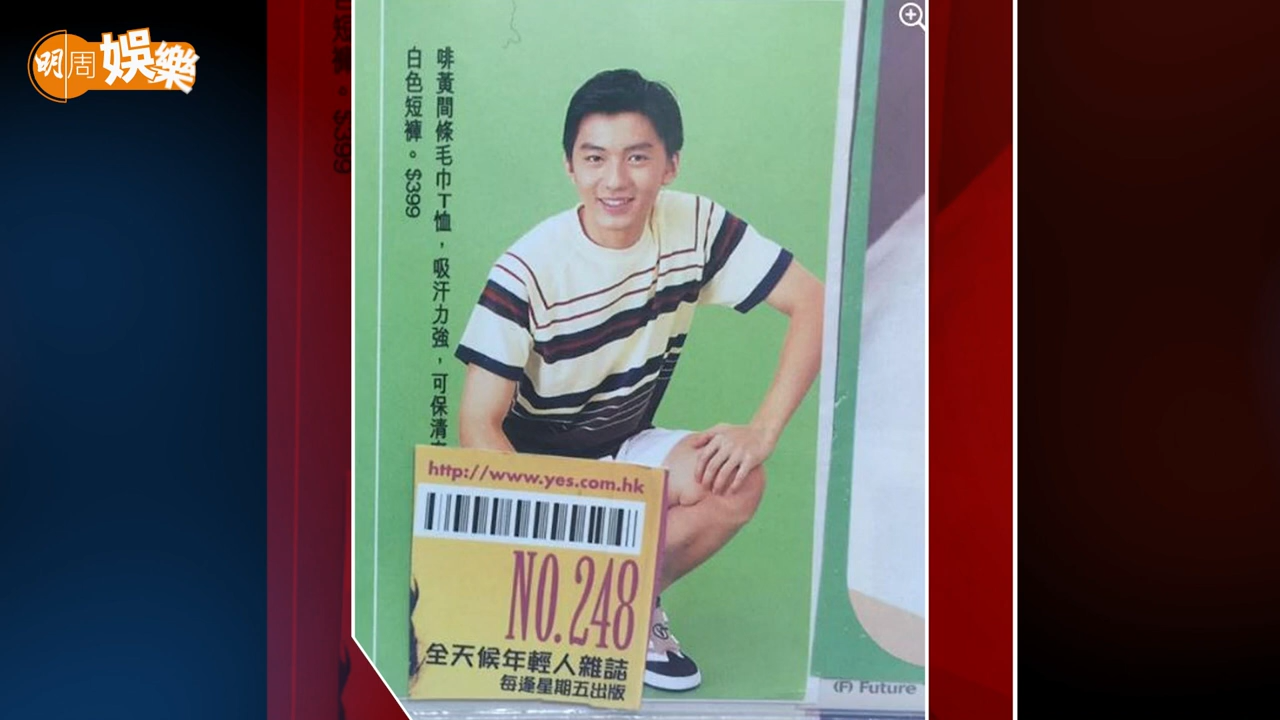 明周 娛樂
啡黃間條毛巾T恤，吸汗力強，可保清
白色短褲。$399
http://www.yes.com.hk
NO.248
全天候年輕人雜誌
每逢星期五出版
(F) Future